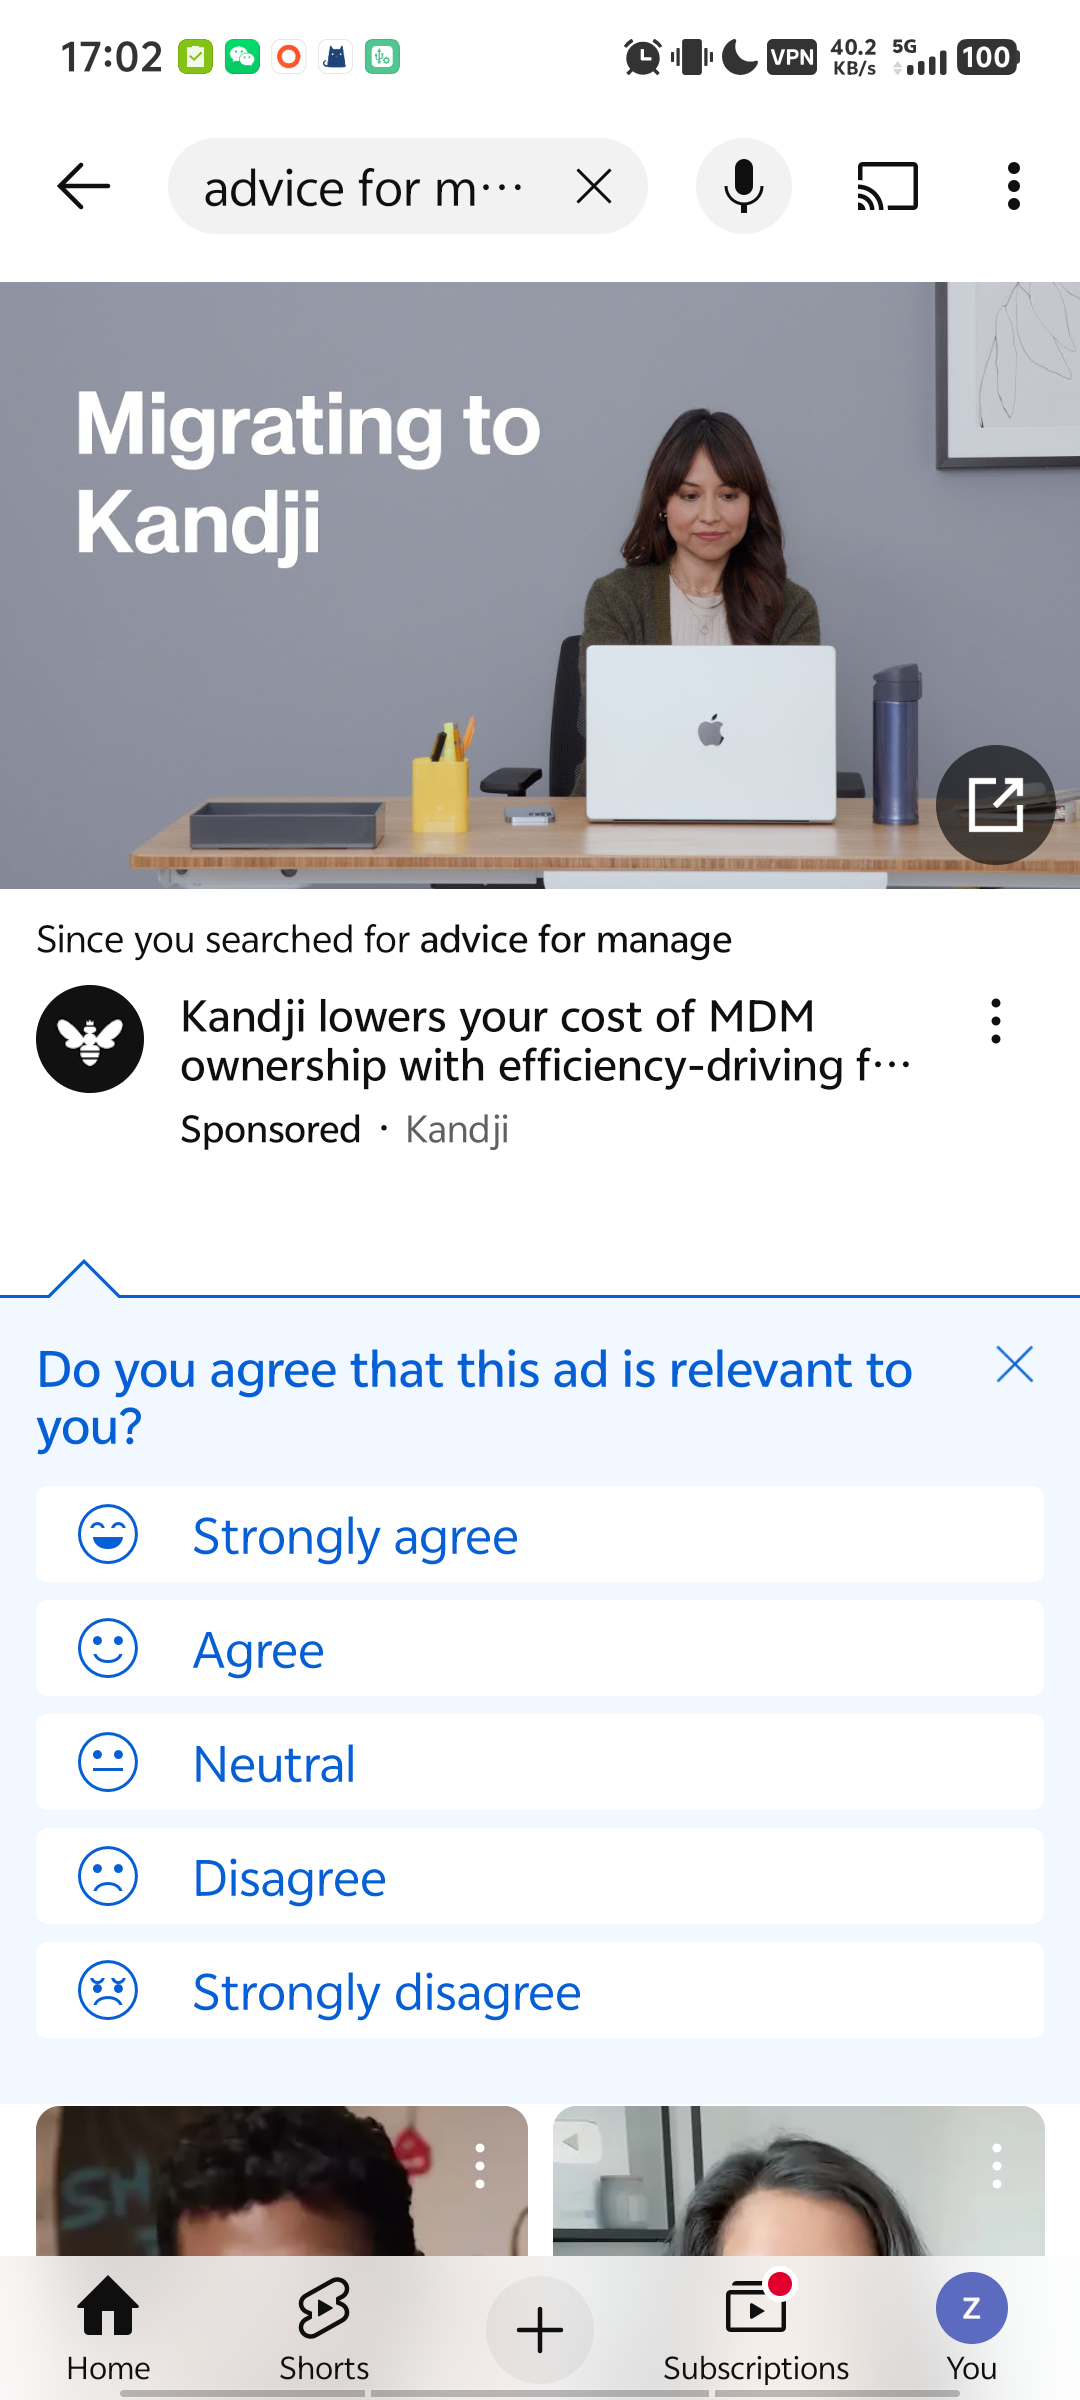 17:02
VPN
40.2
KB/s
5G
100
advice for m···
Migrating to
Kandji
Since you searched for advice for manage
Kandji lowers your cost of MDM
ownership with efficiency-driving f···
Sponsored · Kandji
Do you agree that this ad is relevant to
you?
Strongly agree
Agree
Neutral
Disagree
Strongly disagree
SH
Home
Shorts
Subscriptions
Z
You